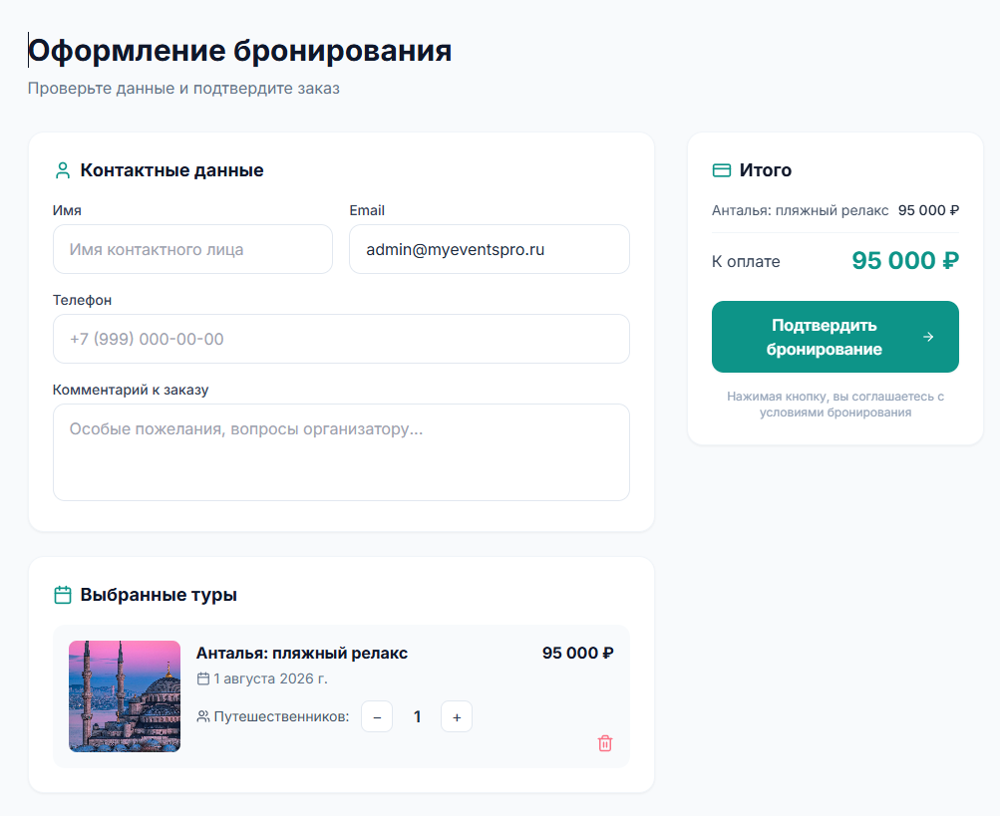 Оформление бронирования
Проверьте данные и подтвердите заказ
Контактные данные
Имя
Email
Имя контактного лица
admin@myeventspro.ru
Телефон
+7 (999) 000-00-00
Комментарий к заказу
Особые пожелания, вопросы организатору...
Выбранные туры
Анталья: пляжный релакс
95 000 ₽
1 августа 2026 г.
Путешественников:
−
1
+
Итого
Анталья: пляжный релакс 95 000 ₽
К оплате 95 000 ₽
Подтвердить
бронирование
Нажимая кнопку, вы соглашаетесь с
условиями бронирования